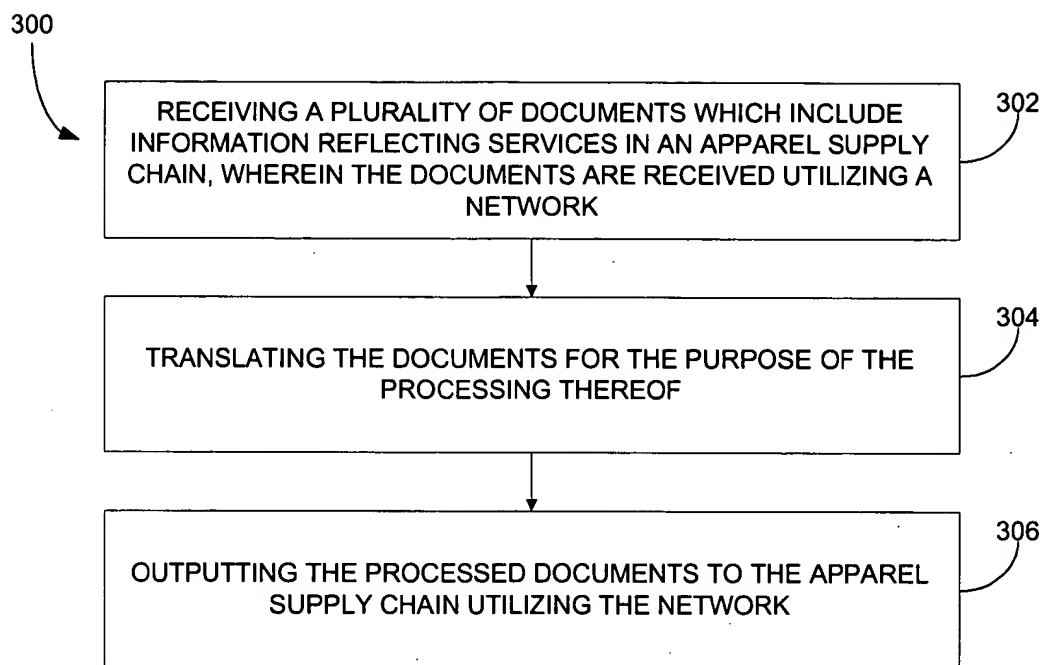 300
RECEIVING A PLURALITY OF DOCUMENTS WHICH INCLUDE
INFORMATION REFLECTING SERVICES IN AN APPAREL SUPPLY
CHAIN, WHEREIN THE DOCUMENTS ARE RECEIVED UTILIZING A
NETWORK
302
TRANSLATING THE DOCUMENTS FOR THE PURPOSE OF THE
PROCESSING THEREOF
304
OUTPUTTING THE PROCESSED DOCUMENTS TO THE APPAREL
SUPPLY CHAIN UTILIZING THE NETWORK
306